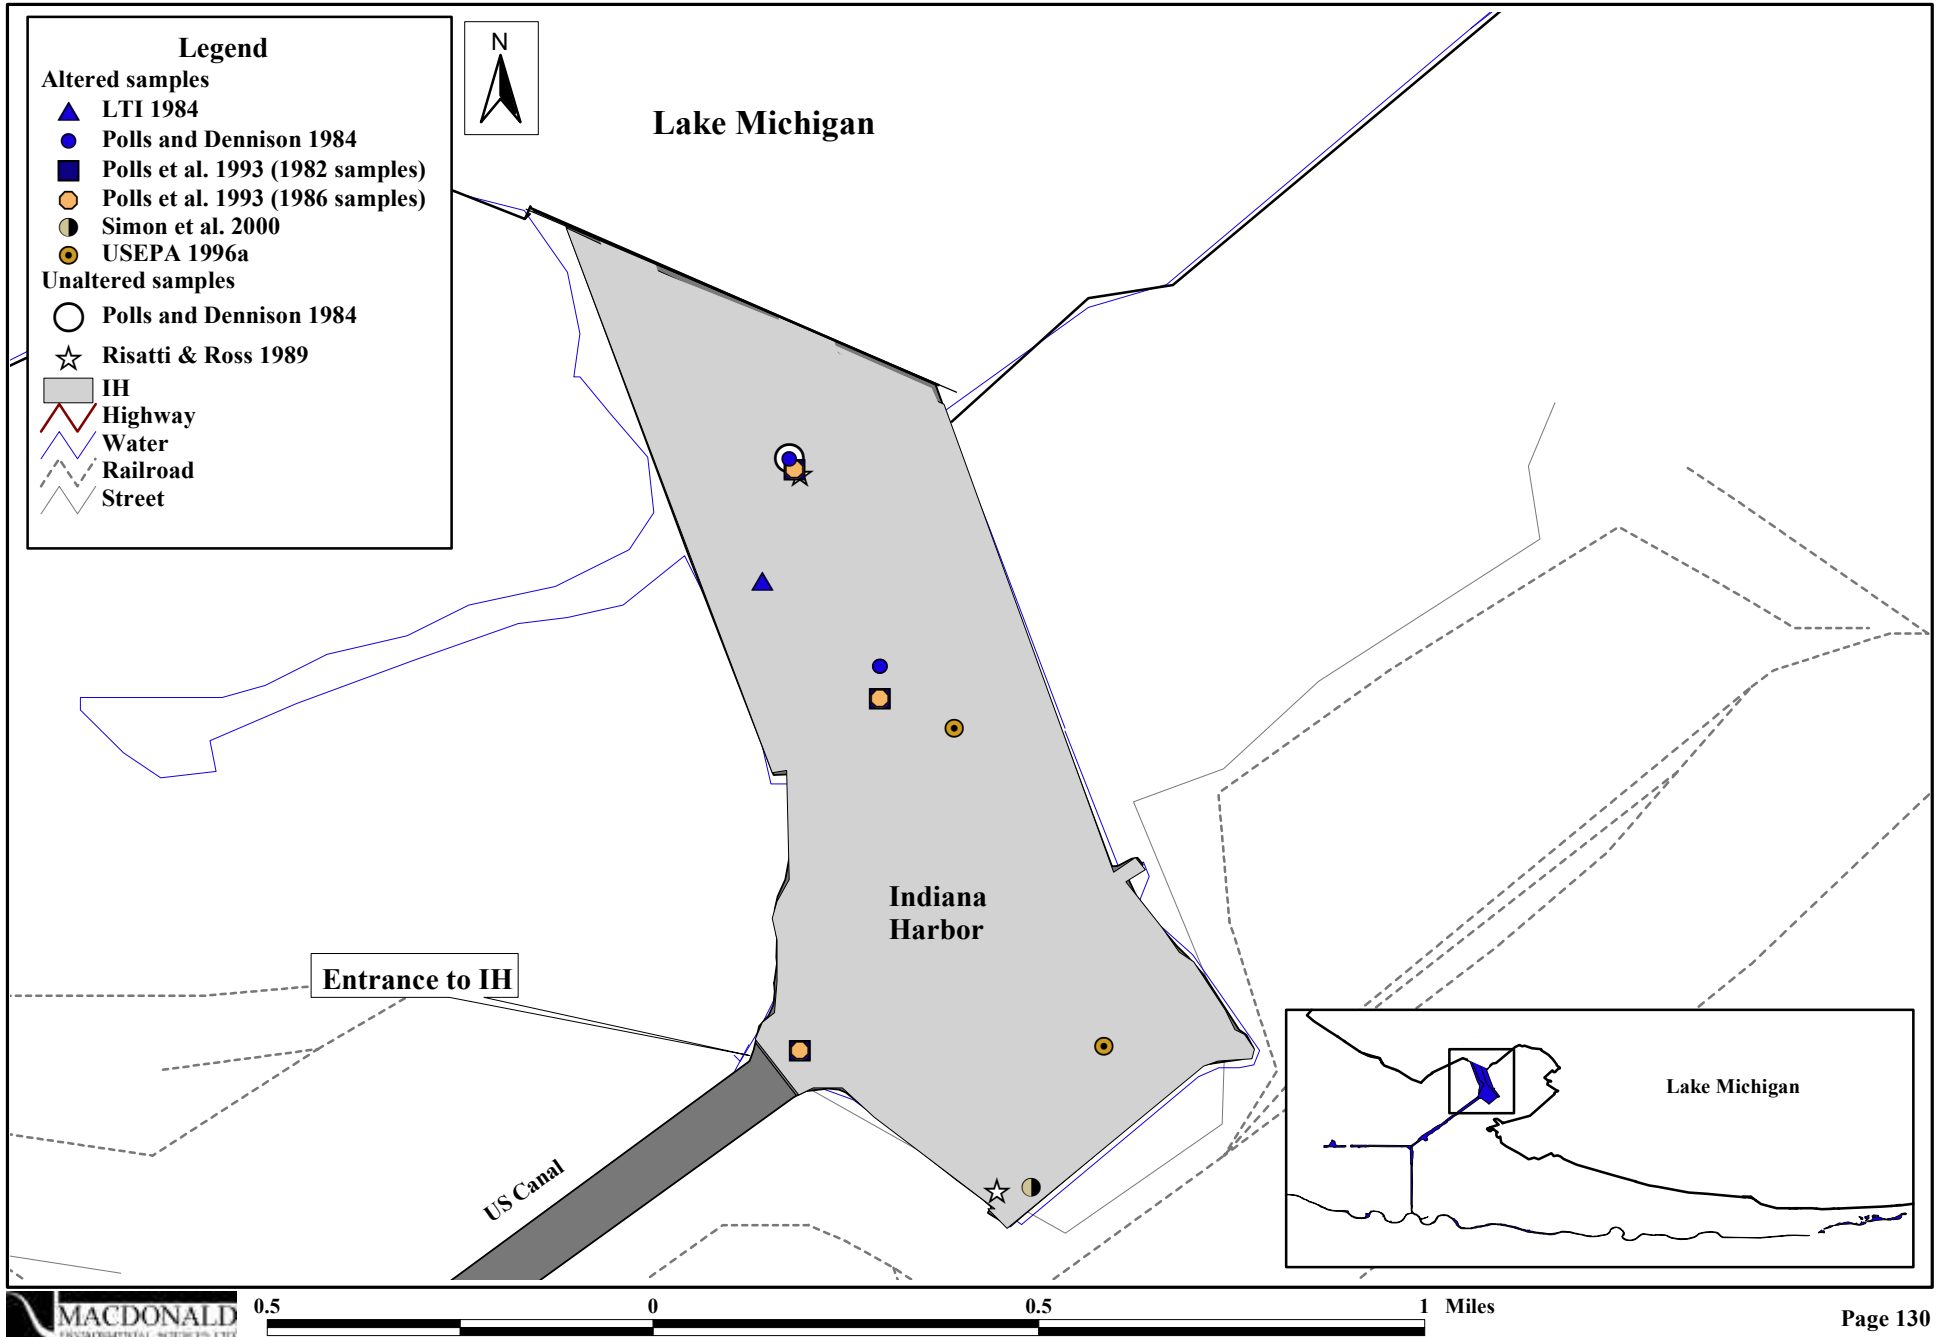 Legend
Altered samples
LTI 1984
Polls and Dennison 1984
Polls et al. 1993 (1982 samples)
Polls et al. 1993 (1986 samples)
Simon et al. 2000
USEPA 1996a
Unaltered samples
Polls and Dennison 1984
Risatti & Ross 1989
IH
Highway
Water
Railroad
Street
N
Lake Michigan
Indiana
Harbor
Entrance to IH
US Canal
Lake Michigan
MACDONALD
ENVIRONMENTAL SCIENCES LTD
0.5 0 0.5 1 Miles
Page 130